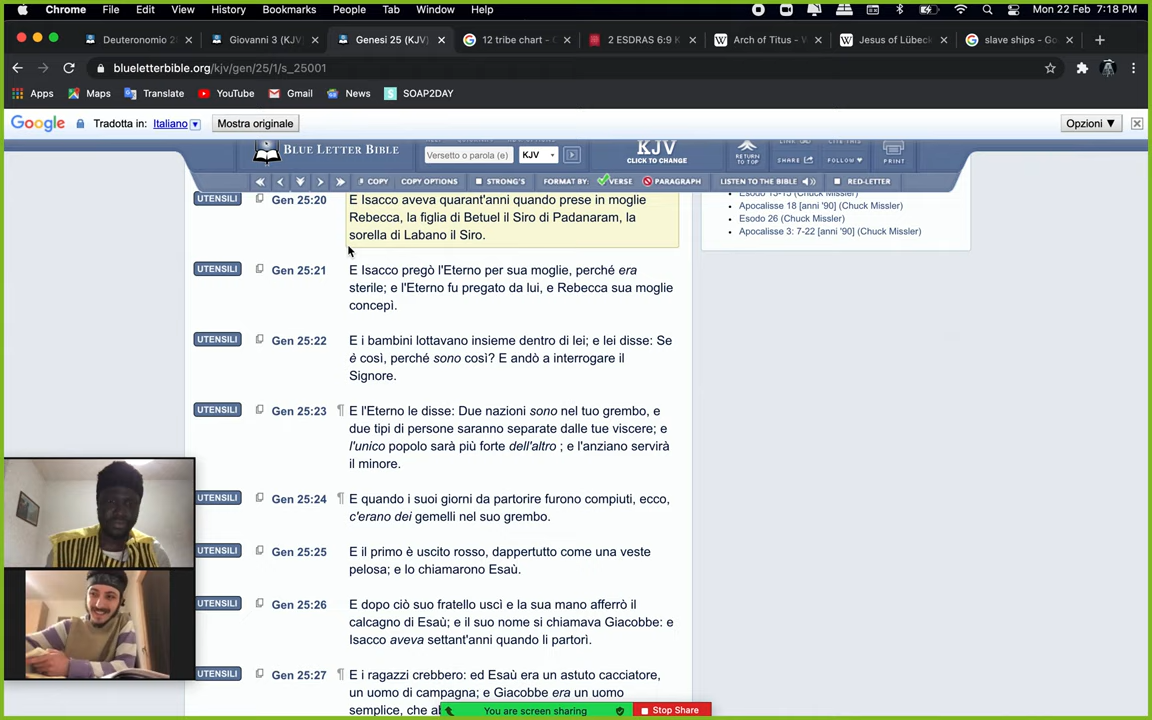 Chrome File Edit View History Bookmarks People Tab Window Help Mon 22 Feb 7:18 PM
Deuteronomio 2 Giovanni 3 (KJV) Genesi 25 (KJV) 12 tribe chart - 2 ESDRAS 6:9 K Arch of Titus - Jesus of Lübeck slave ships - Go
blueletterbible.org/kjv/gen/25/1/s_25001
Apps Maps Translate YouTube Gmail News SOAP2DAY
Google Tradotta in: Italiano Mostra originale Opzioni ▼
BLUE LETTER BIBLE Versetto o parola (e) KJV KJV CLICK TO CHANGE RETURN TO TOP SHARE FOLLOW PRINT
COPY COPY OPTIONS STRONG'S FORMAT BY: VERSE PARAGRAPH LISTEN TO THE BIBLE RED-LETTER
Apocalisse 18 [anni '90] (Chuck Missler)
Esodo 26 (Chuck Missler)
Apocalisse 3: 7-22 [anni '90] (Chuck Missler)
UTENSILI Gen 25:20 E Isacco aveva quarant'anni quando prese in moglie
Rebecca, la figlia di Betuel il Siro di Padanaram, la
sorella di Labano il Siro.
UTENSILI Gen 25:21 E Isacco pregò l'Eterno per sua moglie, perché era
sterile; e l'Eterno fu pregato da lui, e Rebecca sua moglie
concepì.
UTENSILI Gen 25:22 E i bambini lottavano insieme dentro di lei; e lei disse: Se
è così, perché sono così? E andò a interrogare il
Signore.
UTENSILI Gen 25:23 ¶ E l'Eterno le disse: Due nazioni sono nel tuo grembo, e
due tipi di persone saranno separate dalle tue viscere; e
l'unico popolo sarà più forte dell'altro ; e l'anziano servirà
il minore.
UTENSILI Gen 25:24 ¶ E quando i suoi giorni da partorire furono compiuti, ecco,
c'erano dei gemelli nel suo grembo.
UTENSILI Gen 25:25 E il primo è uscito rosso, dappertutto come una veste
pelosa; e lo chiamarono Esaù.
UTENSILI Gen 25:26 E dopo ciò suo fratello uscì e la sua mano afferrò il
calcagno di Esaù; e il suo nome si chiamava Giacobbe: e
Isacco aveva settant'anni quando li partorì.
UTENSILI Gen 25:27 ¶ E i ragazzi crebbero: ed Esaù era un astuto cacciatore,
un uomo di campagna; e Giacobbe era un uomo
semplice, che
You are screen sharing Stop Share